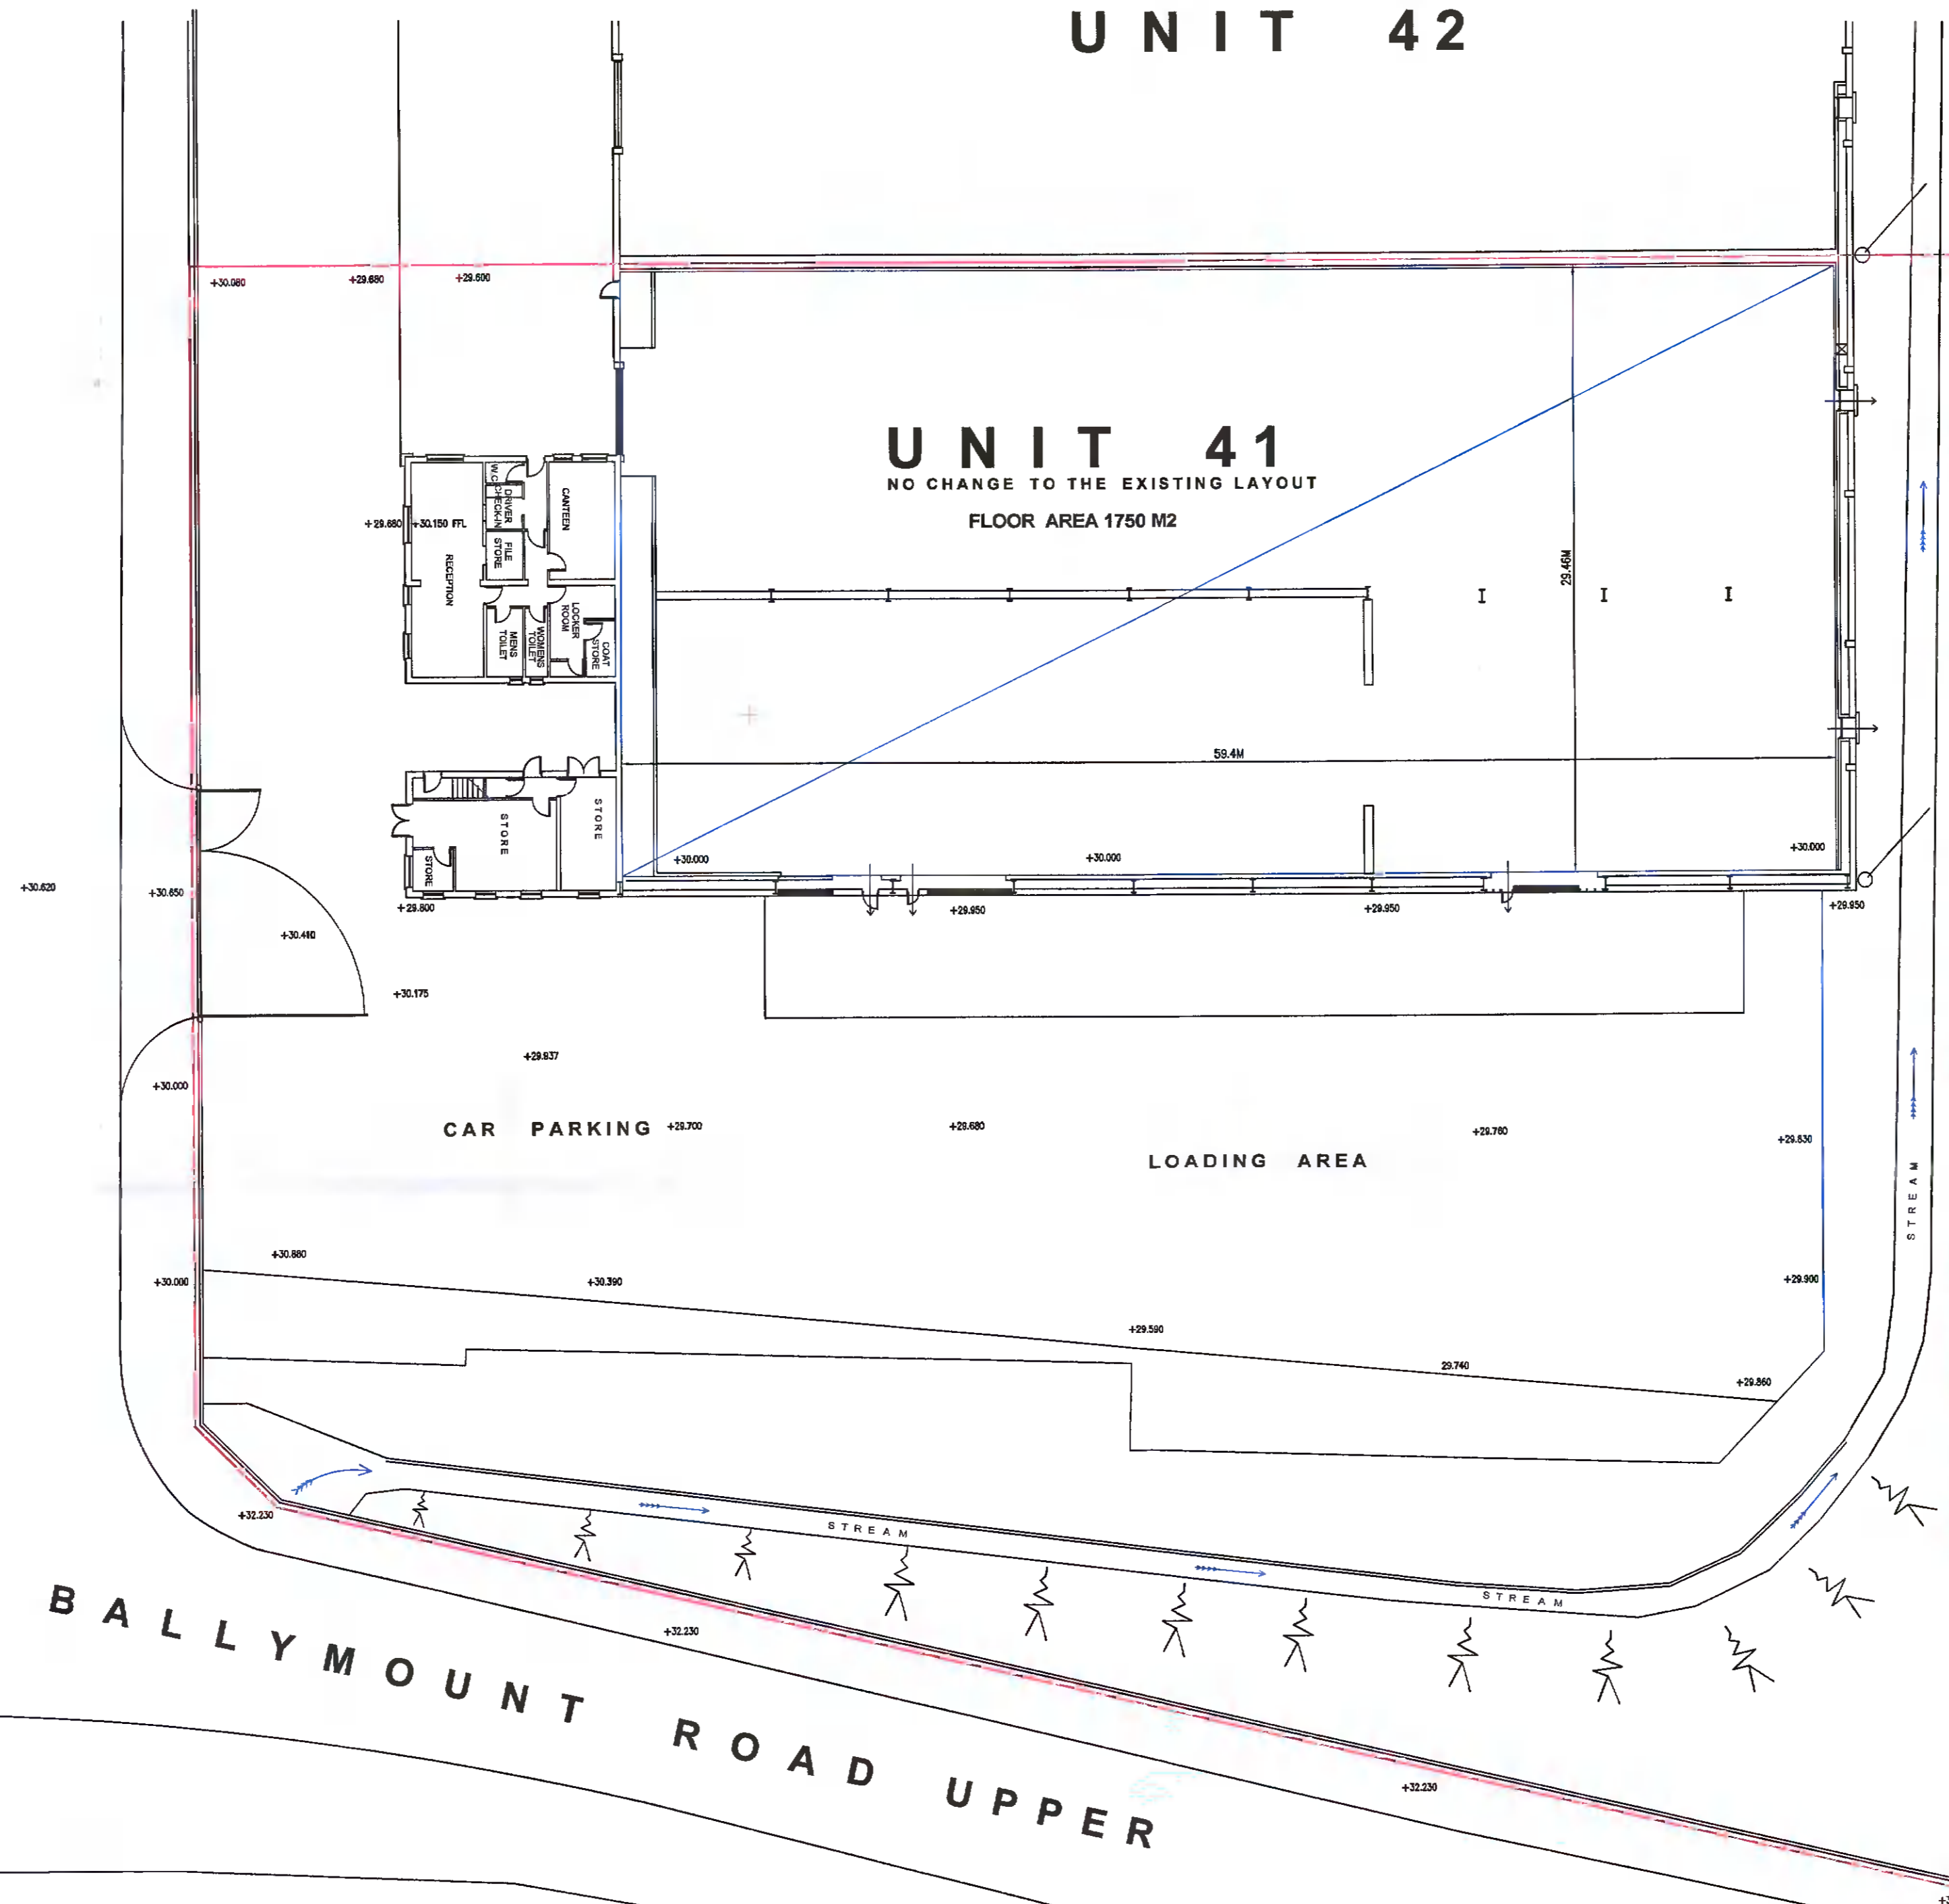 UNIT 42
+30.080
+29.680
+29.600
UNIT 41
NO CHANGE TO THE EXISTING LAYOUT
FLOOR AREA 1750 M2
W.C
DRIVER
CHECK-IN
CANTEEN
+29.680
+30.150 FFL
FILE
STORE
RECEPTION
29.46M
LOCKER
ROOM
MENS
TOILET
WOMENS
TOILET
COAT
STORE
59.4M
STORE
STORE
STORE
+30.000
+30.000
+30.000
+30.620
+30.650
+29.800
+29.950
+29.950
+29.950
+30.410
+30.175
+29.937
+30.000
CAR PARKING
+29.700
+29.680
+29.760
+29.830
LOADING AREA
STREAM
+30.880
+30.000
+30.390
+29.900
+29.590
29.740
+29.860
+32.230
STREAM
STREAM
+32.230
BALLYMOUNT ROAD UPPER
+32.230